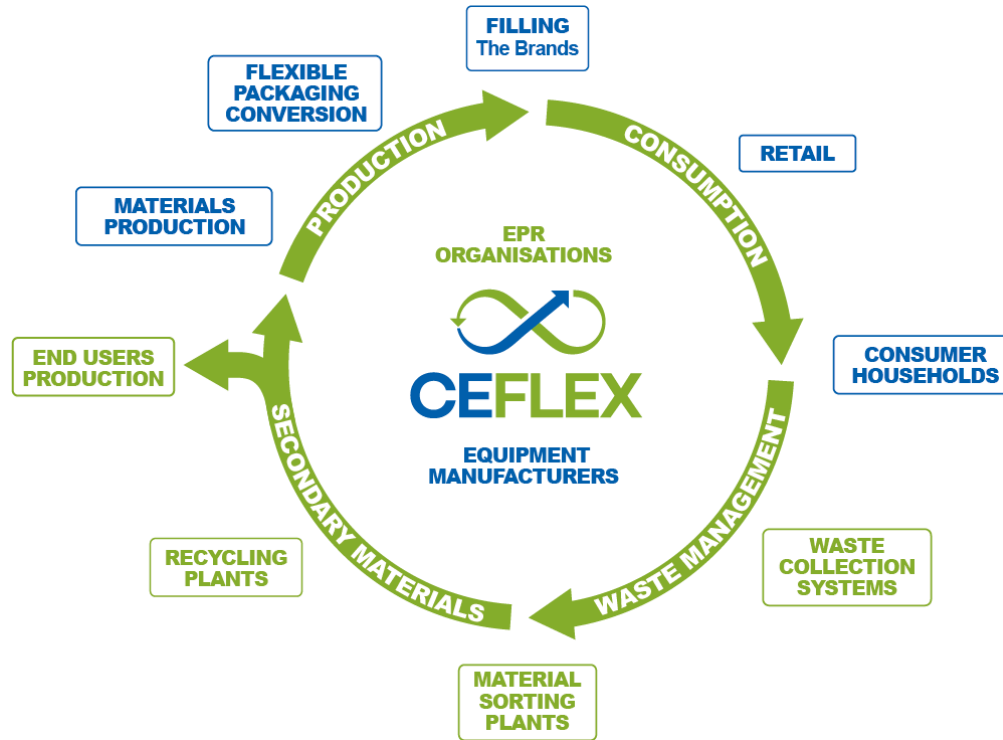 FILLING
The Brands
FLEXIBLE
PACKAGING
CONVERSION
PRODUCTION
CONSUMPTION
RETAIL
MATERIALS
PRODUCTION
EPR
ORGANISATIONS
END USERS
PRODUCTION
CEFLEX
CONSUMER
HOUSEHOLDS
EQUIPMENT
MANUFACTURERS
SECONDARY MATERIALS
WASTE MANAGEMENT
RECYCLING
PLANTS
WASTE
COLLECTION
SYSTEMS
MATERIAL
SORTING
PLANTS